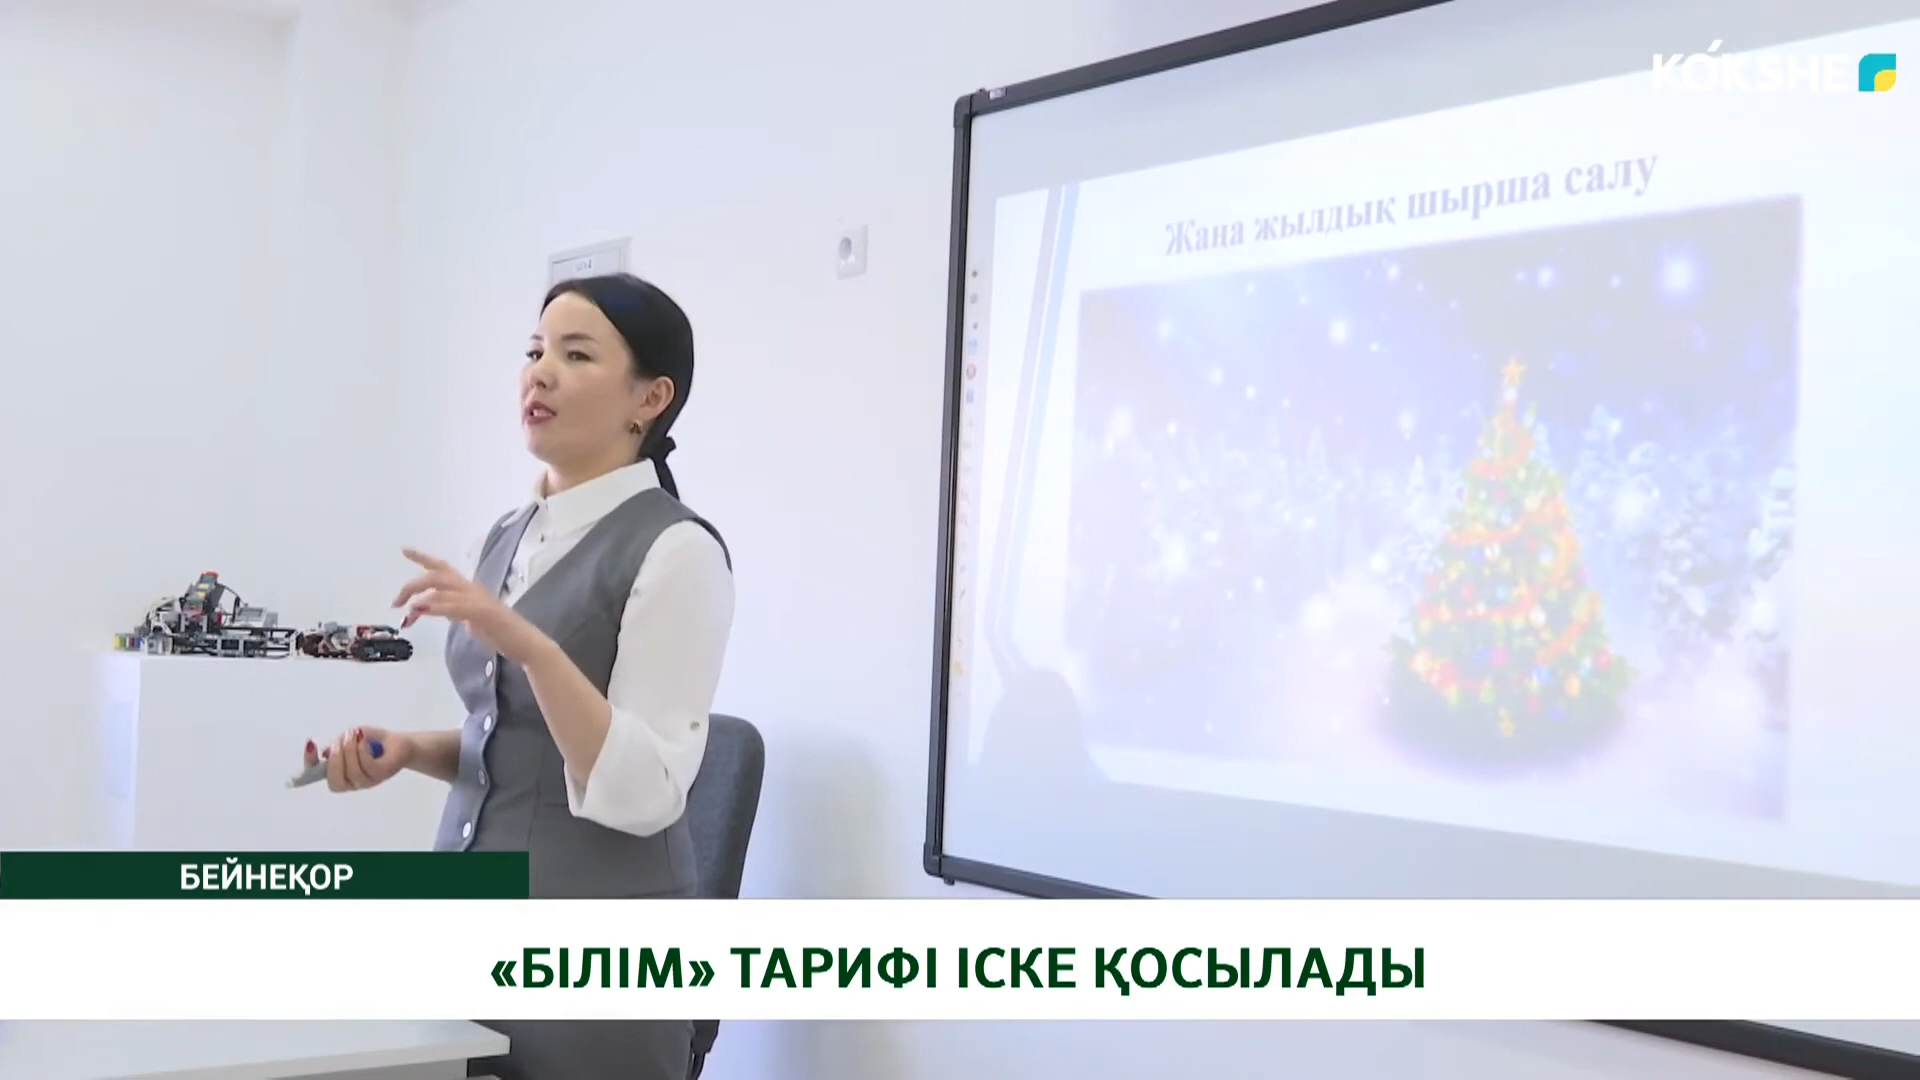 KÓKSHE
Жаңа жылдық шырша салу
БЕЙНЕҚОР
«БІЛІМ» ТАРИФІ ІСКЕ ҚОСЫЛАДЫ